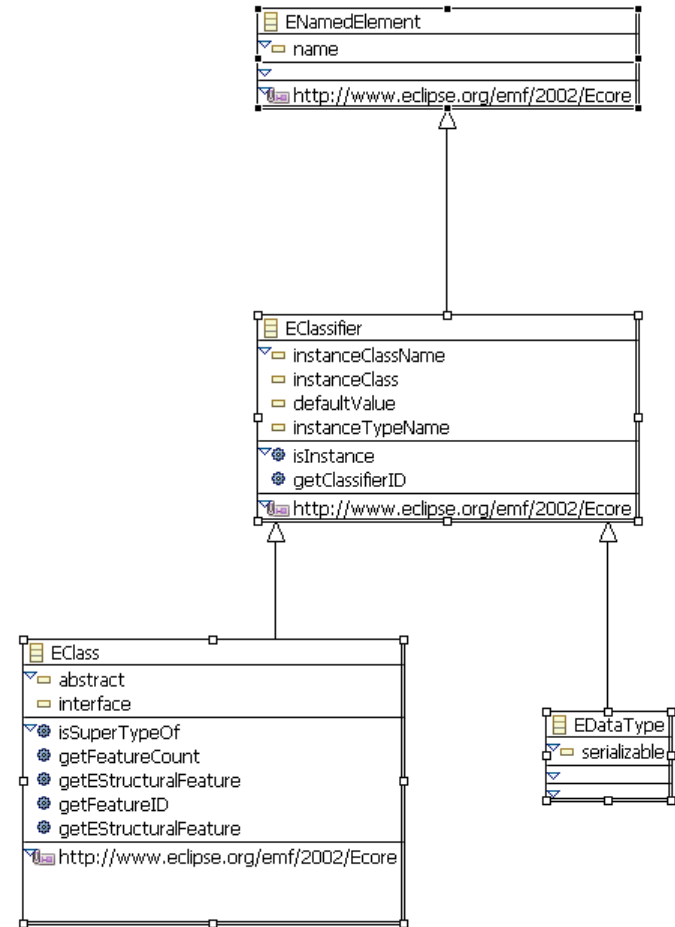 ENamedElement
name
http://www.eclipse.org/emf/2002/Ecore
EClassifier
instanceClassName
instanceClass
defaultValue
instanceTypeName
isInstance
getClassifierID
http://www.eclipse.org/emf/2002/Ecore
EClass
abstract
interface
isSuperTypeOf
getFeatureCount
getEStructuralFeature
getFeatureID
getEStructuralFeature
http://www.eclipse.org/emf/2002/Ecore
EDataType
serializable